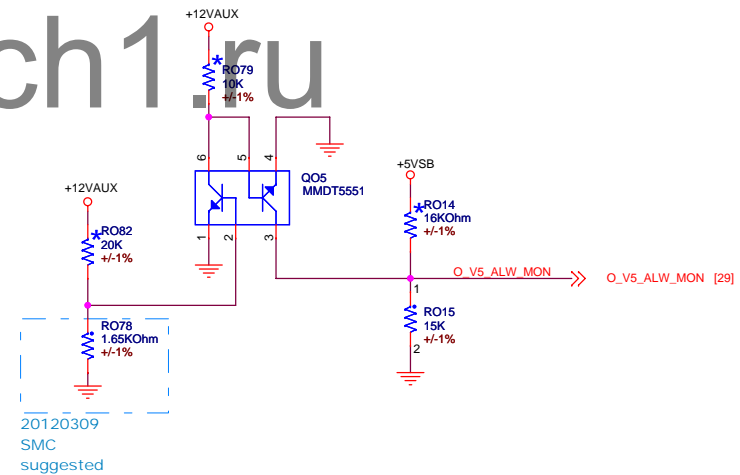 +12VAUX
ch1.ru
RO79
10K
+/-1%
6 5 4
QO5
MMDT5551
1 2 3
+12VAUX
RO82
20K
+/-1%
RO78
1.65KOhm
+/-1%
20120309
SMC
suggested
+5VSB
RO14
16KOhm
+/-1%
O_V5_ALW_MON
O_V5_ALW_MON [29]
1
RO15
15K
+/-1%
2